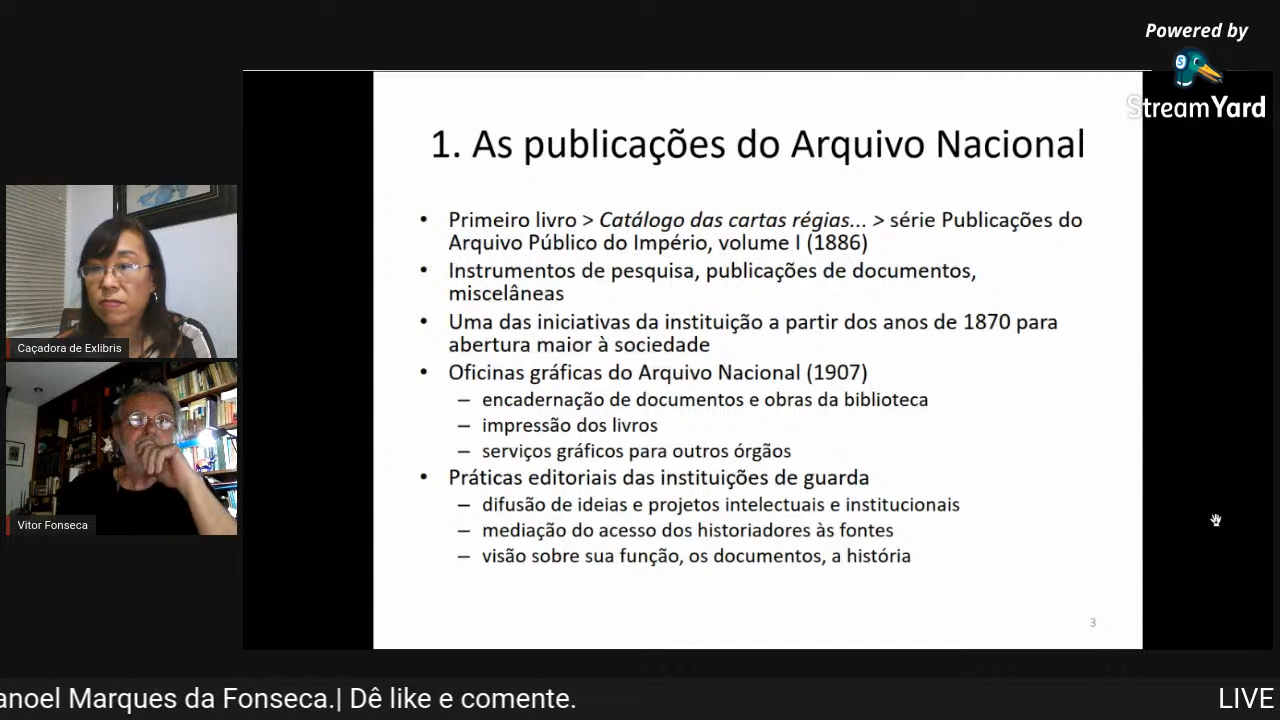 Powered by
StreamYard
1. As publicações do Arquivo Nacional
• Primeiro livro > Catálogo das cartas régias... > série Publicações do
Arquivo Público do Império, volume I (1886)
• Instrumentos de pesquisa, publicações de documentos,
miscelâneas
• Uma das iniciativas da instituição a partir dos anos de 1870 para
abertura maior à sociedade
• Oficinas gráficas do Arquivo Nacional (1907)
– encadernação de documentos e obras da biblioteca
– impressão dos livros
– serviços gráficos para outros órgãos
• Práticas editoriais das instituições de guarda
– difusão de ideias e projetos intelectuais e institucionais
– mediação do acesso dos historiadores às fontes
– visão sobre sua função, os documentos, a história
3
Caçadora de Exlibris
Vitor Fonseca
anoel Marques da Fonseca.| Dê like e comente.
LIVE